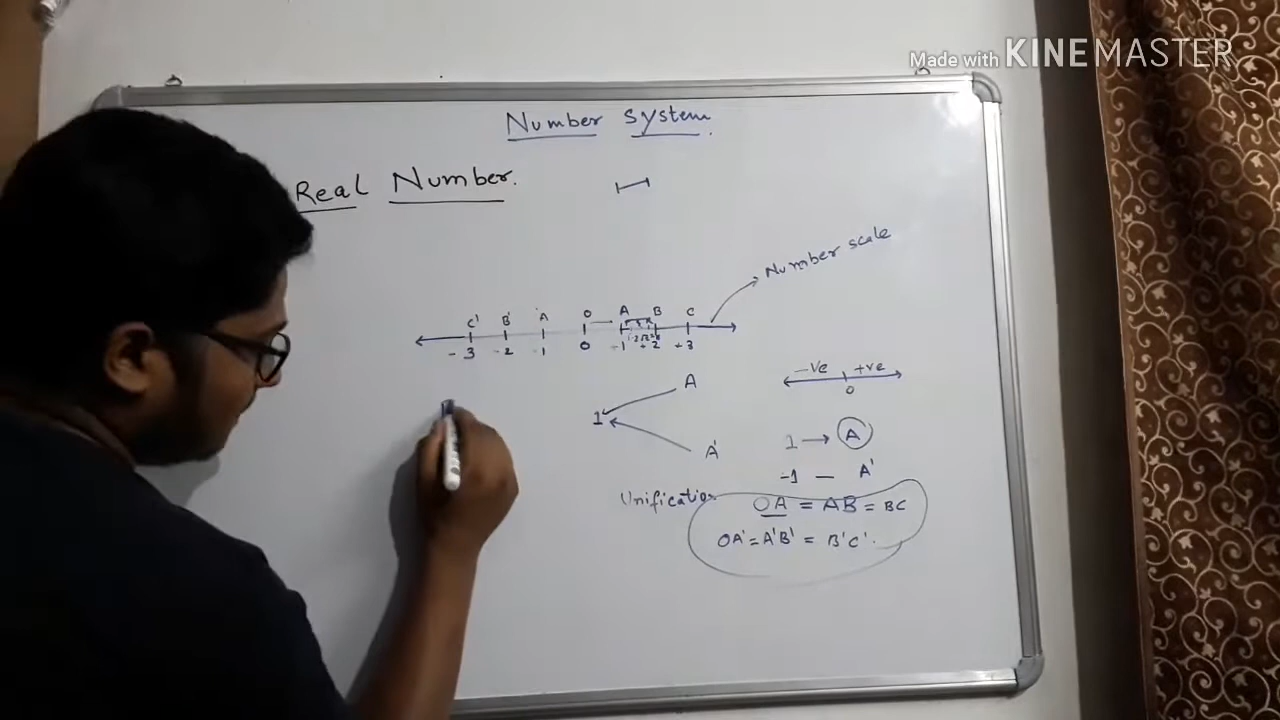 Made with KINEMASTER
Number system.
Real Number.
Number scale
C' B' A O A B C
-3 -2 -1 0 -1 +2 +3
-ve +ve
0
A
1
A'
1 → A
-1 — A'
Unification
OA = AB = BC
OA' = A'B' = B'C'.